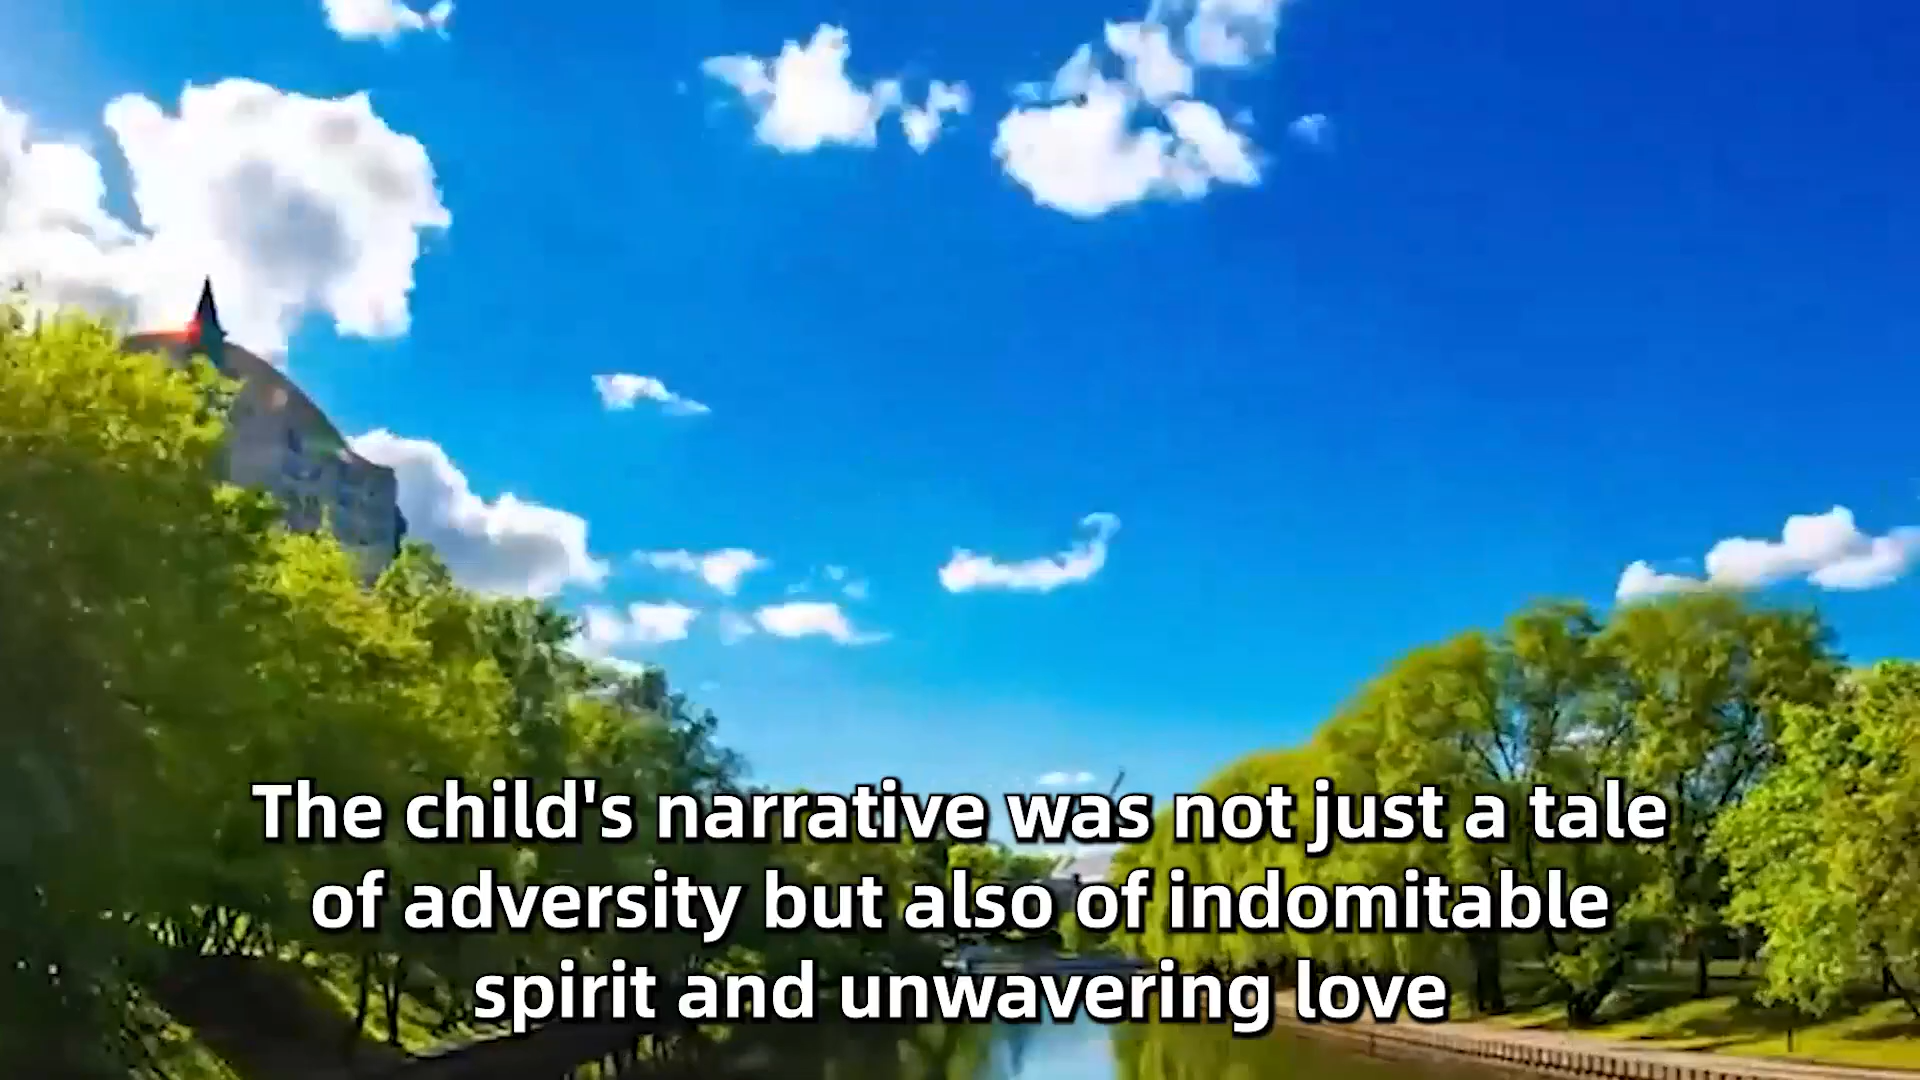 The child's narrative was not just a tale
of adversity but also of indomitable
spirit and unwavering love